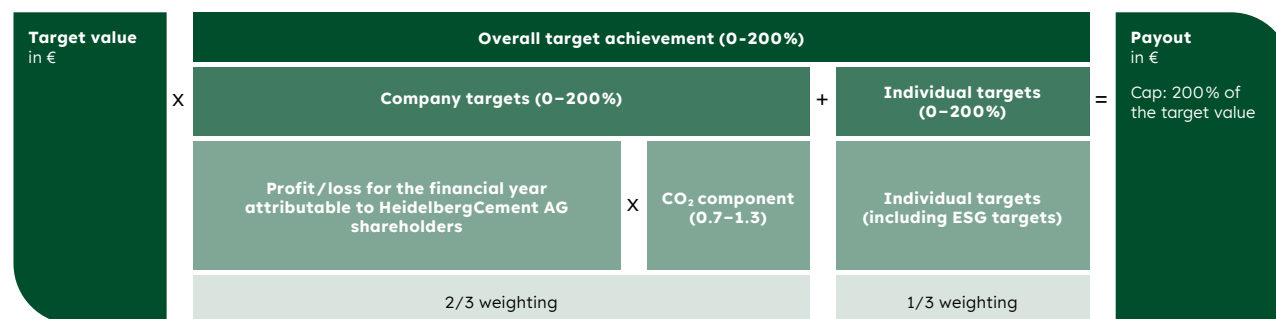 Target value
in €
x
Overall target achievement (0-200%)
Company targets (0–200%)
+
Individual targets
(0–200%)
=
Profit/loss for the financial year
attributable to HeidelbergCement AG
shareholders
x
CO₂ component
(0.7–1.3)
Individual targets
(including ESG targets)
2/3 weighting
1/3 weighting
Payout
in €
Cap: 200% of
the target value